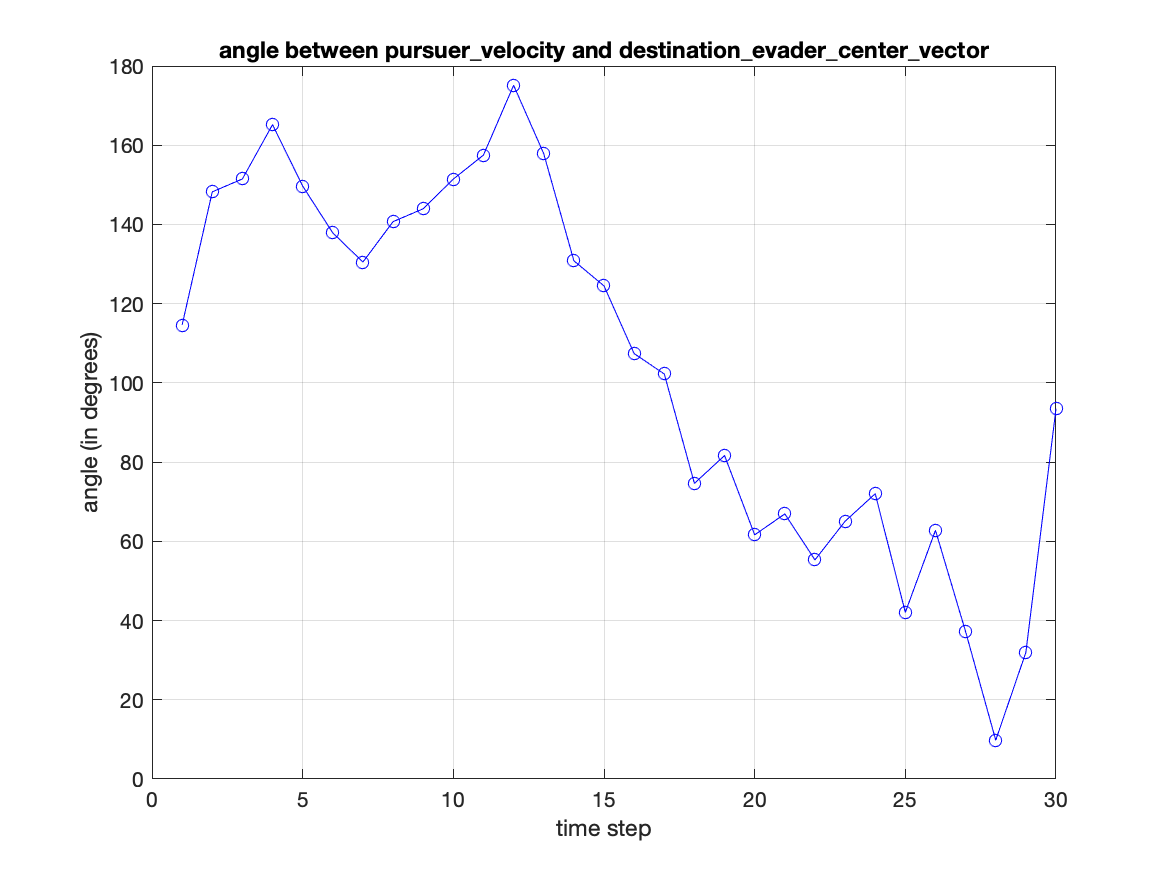 angle between pursuer_velocity and destination_evader_center_vector
180
160
140
120
100
80
60
40
20
0
angle (in degrees)
0 5 10 15 20 25 30
time step